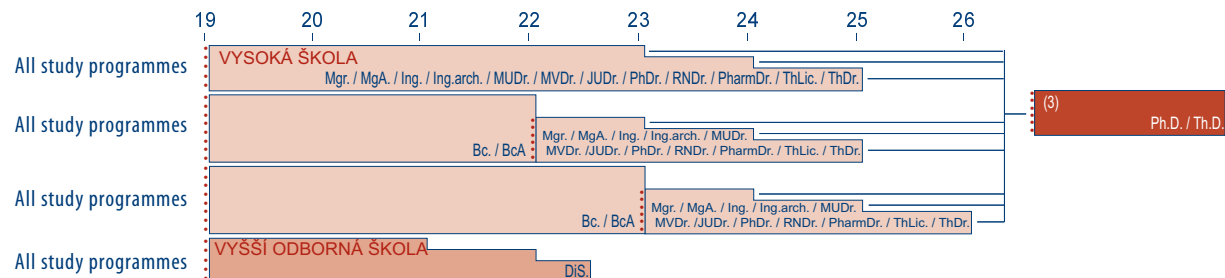 19 20 21 22 23 24 25 26
All study programmes
VYSOKÁ ŠKOLA
Mgr. / MgA. / Ing. / Ing.arch. / MUDr. / MVDr. / JUDr. / PhDr. / RNDr. / PharmDr. / ThLic. / ThDr.
(3)
Ph.D. / Th.D.
All study programmes
Bc. / BcA
Mgr. / MgA. / Ing. / Ing.arch. / MUDr.
MVDr. /JUDr. / PhDr. / RNDr. / PharmDr. / ThLic. / ThDr.
All study programmes
Bc. / BcA
Mgr. / MgA. / Ing. / Ing.arch. / MUDr.
MVDr. /JUDr. / PhDr. / RNDr. / PharmDr. / ThLic. / ThDr.
All study programmes
VYŠŠÍ ODBORNÁ ŠKOLA
DiS.